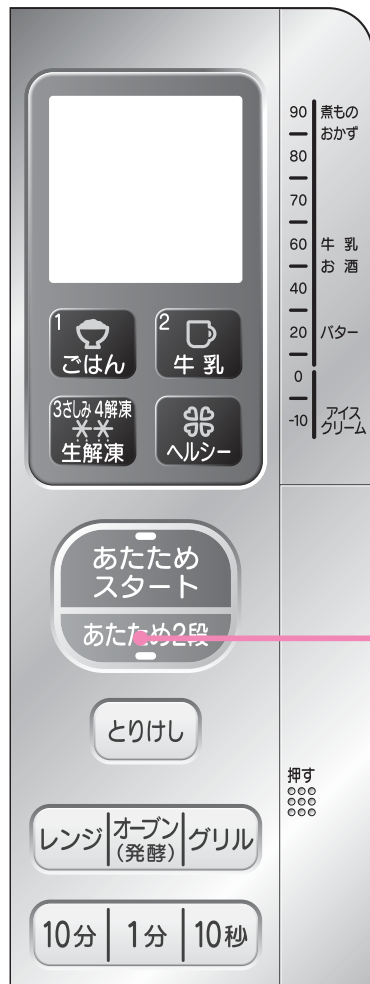 90 煮もの
おかず
80
70
60 牛 乳
お 酒
40
20 バター
0
-10 アイス
クリーム
1 2
ごはん 牛 乳
3さしみ 4解凍
生解凍 ヘルシー
あたため
スタート
あたため2段
とりけし
押す
レンジ オーブン(発酵) グリル
10分 1分 10秒